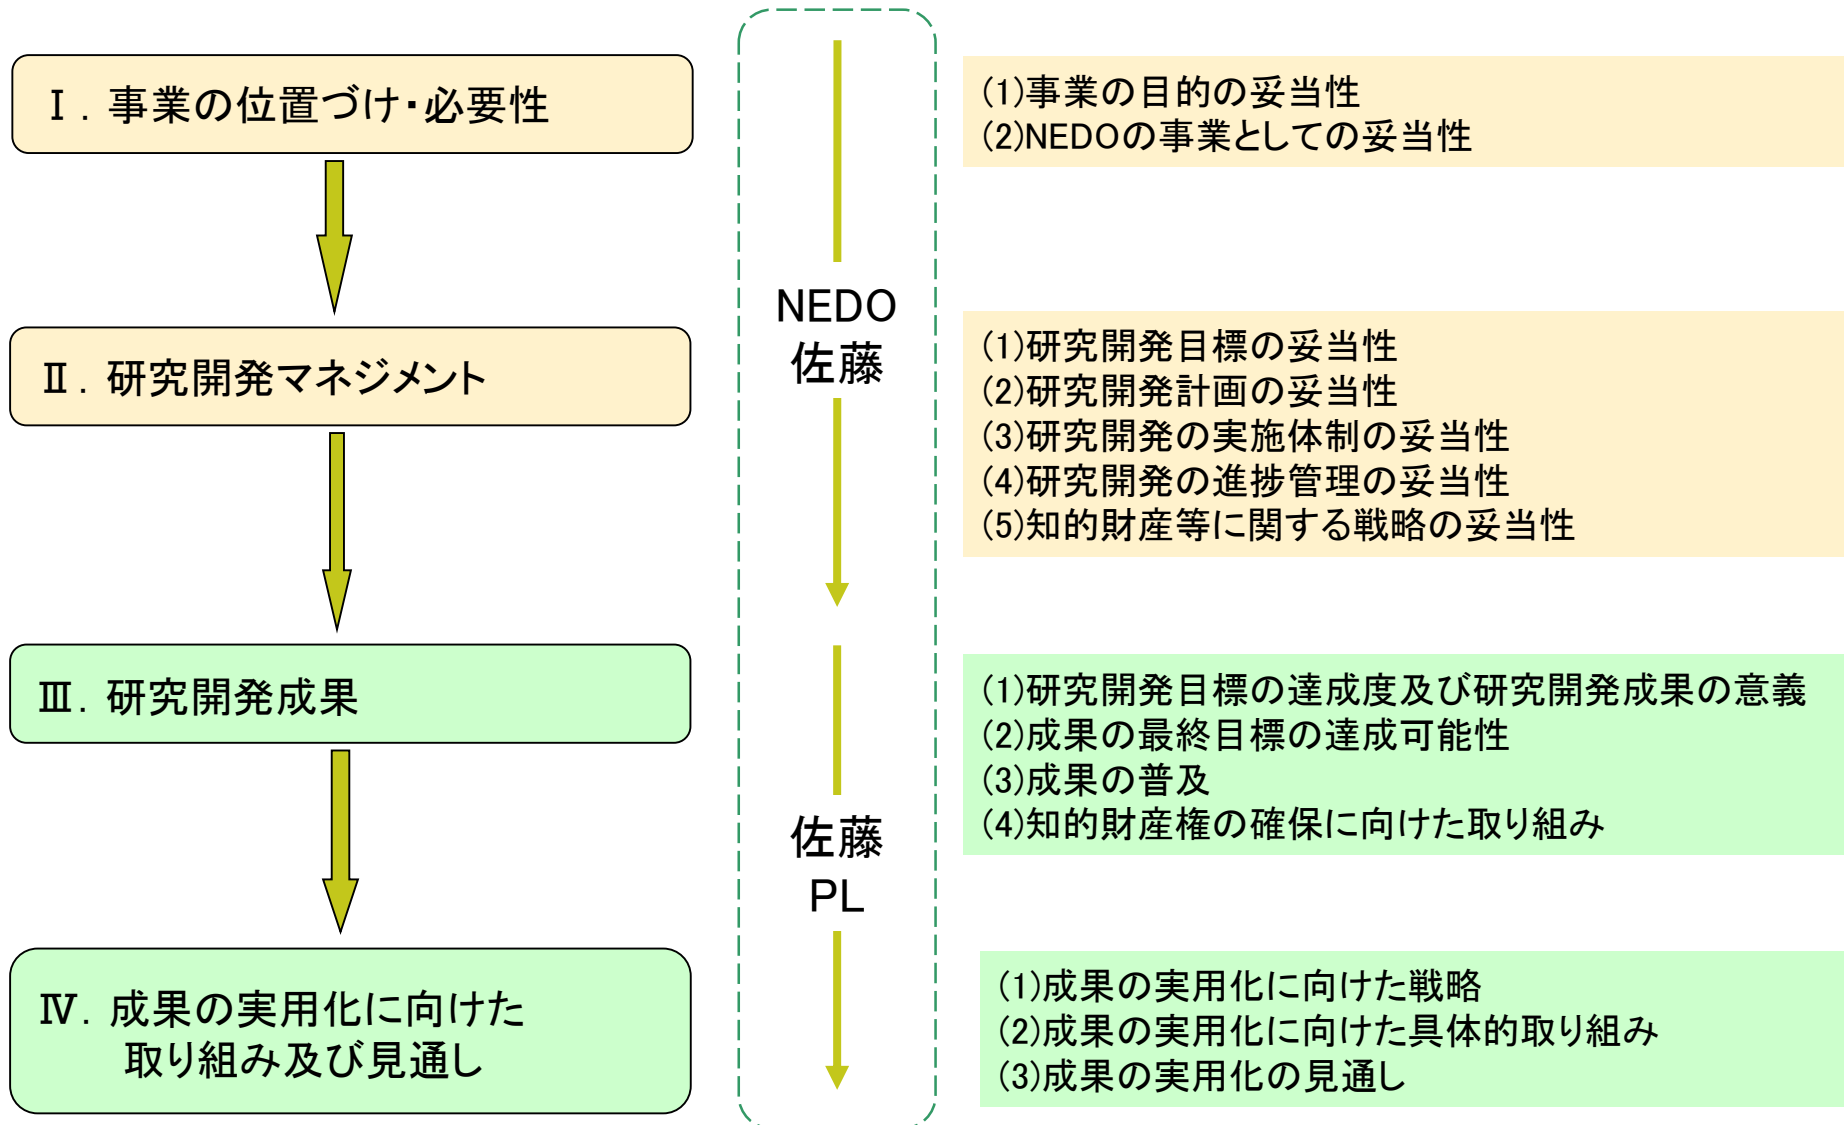 Ⅰ．事業の位置づけ・必要性
(1)事業の目的の妥当性
(2)NEDOの事業としての妥当性
NEDO
佐藤
Ⅱ．研究開発マネジメント
(1)研究開発目標の妥当性
(2)研究開発計画の妥当性
(3)研究開発の実施体制の妥当性
(4)研究開発の進捗管理の妥当性
(5)知的財産等に関する戦略の妥当性
Ⅲ．研究開発成果
(1)研究開発目標の達成度及び研究開発成果の意義
(2)成果の最終目標の達成可能性
(3)成果の普及
(4)知的財産権の確保に向けた取り組み
佐藤
PL
Ⅳ．成果の実用化に向けた
取り組み及び見通し
(1)成果の実用化に向けた戦略
(2)成果の実用化に向けた具体的取り組み
(3)成果の実用化の見通し